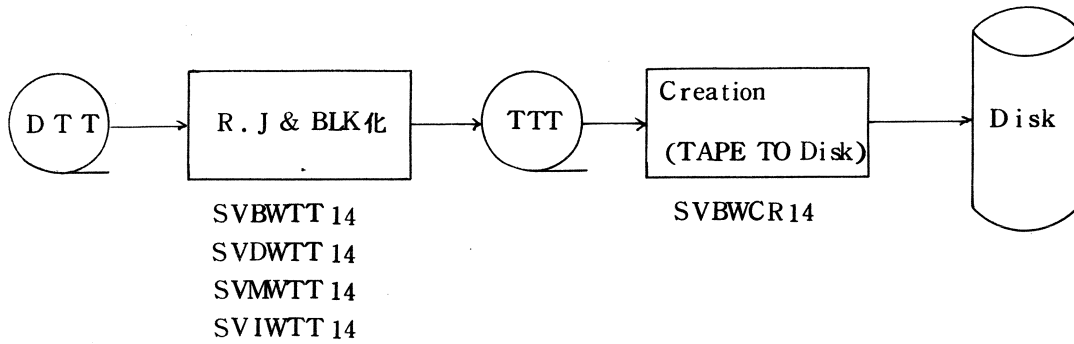 DTT
R.J & BLK化
TTT
Creation
(TAPE TO Disk)
Disk
SVBWTT14
SVDWTT14
SVMWTT14
SVIWTT14
SVBWCR14